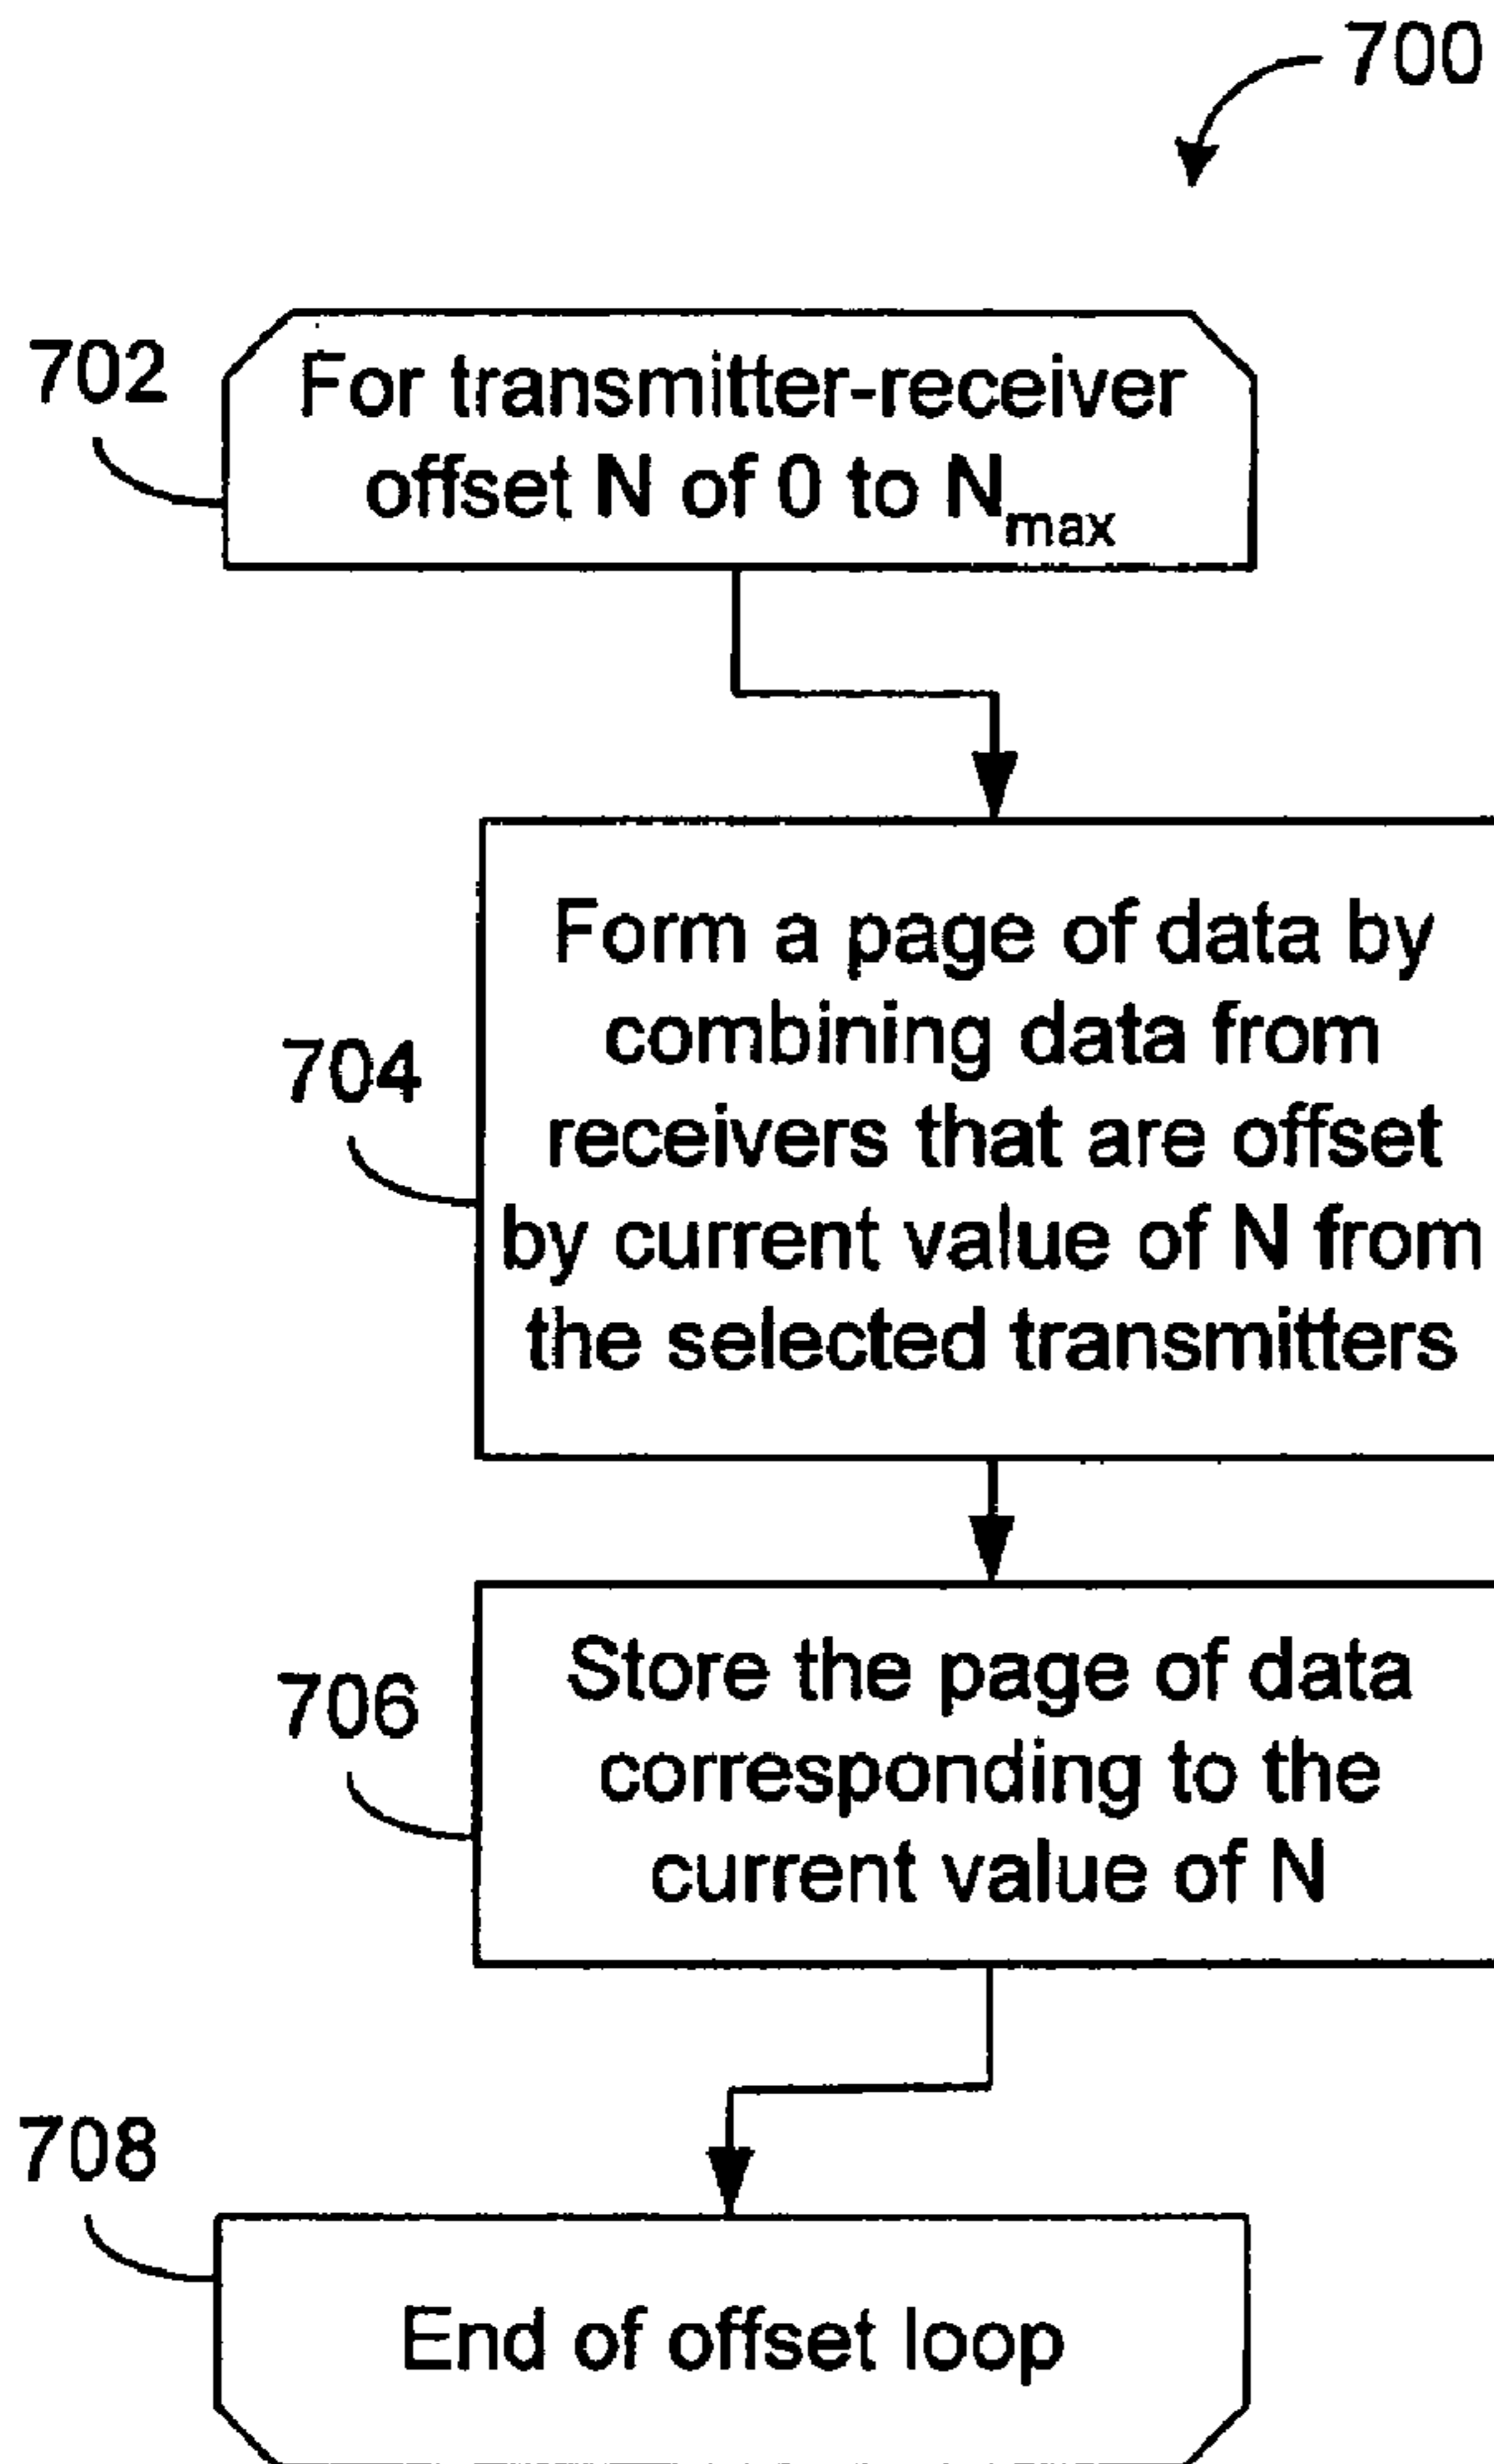 700
702
For transmitter-receiver
offset N of 0 to Nmax
704
Form a page of data by
combining data from
receivers that are offset
by current value of N from
the selected transmitters
706
Store the page of data
corresponding to the
current value of N
708
End of offset loop